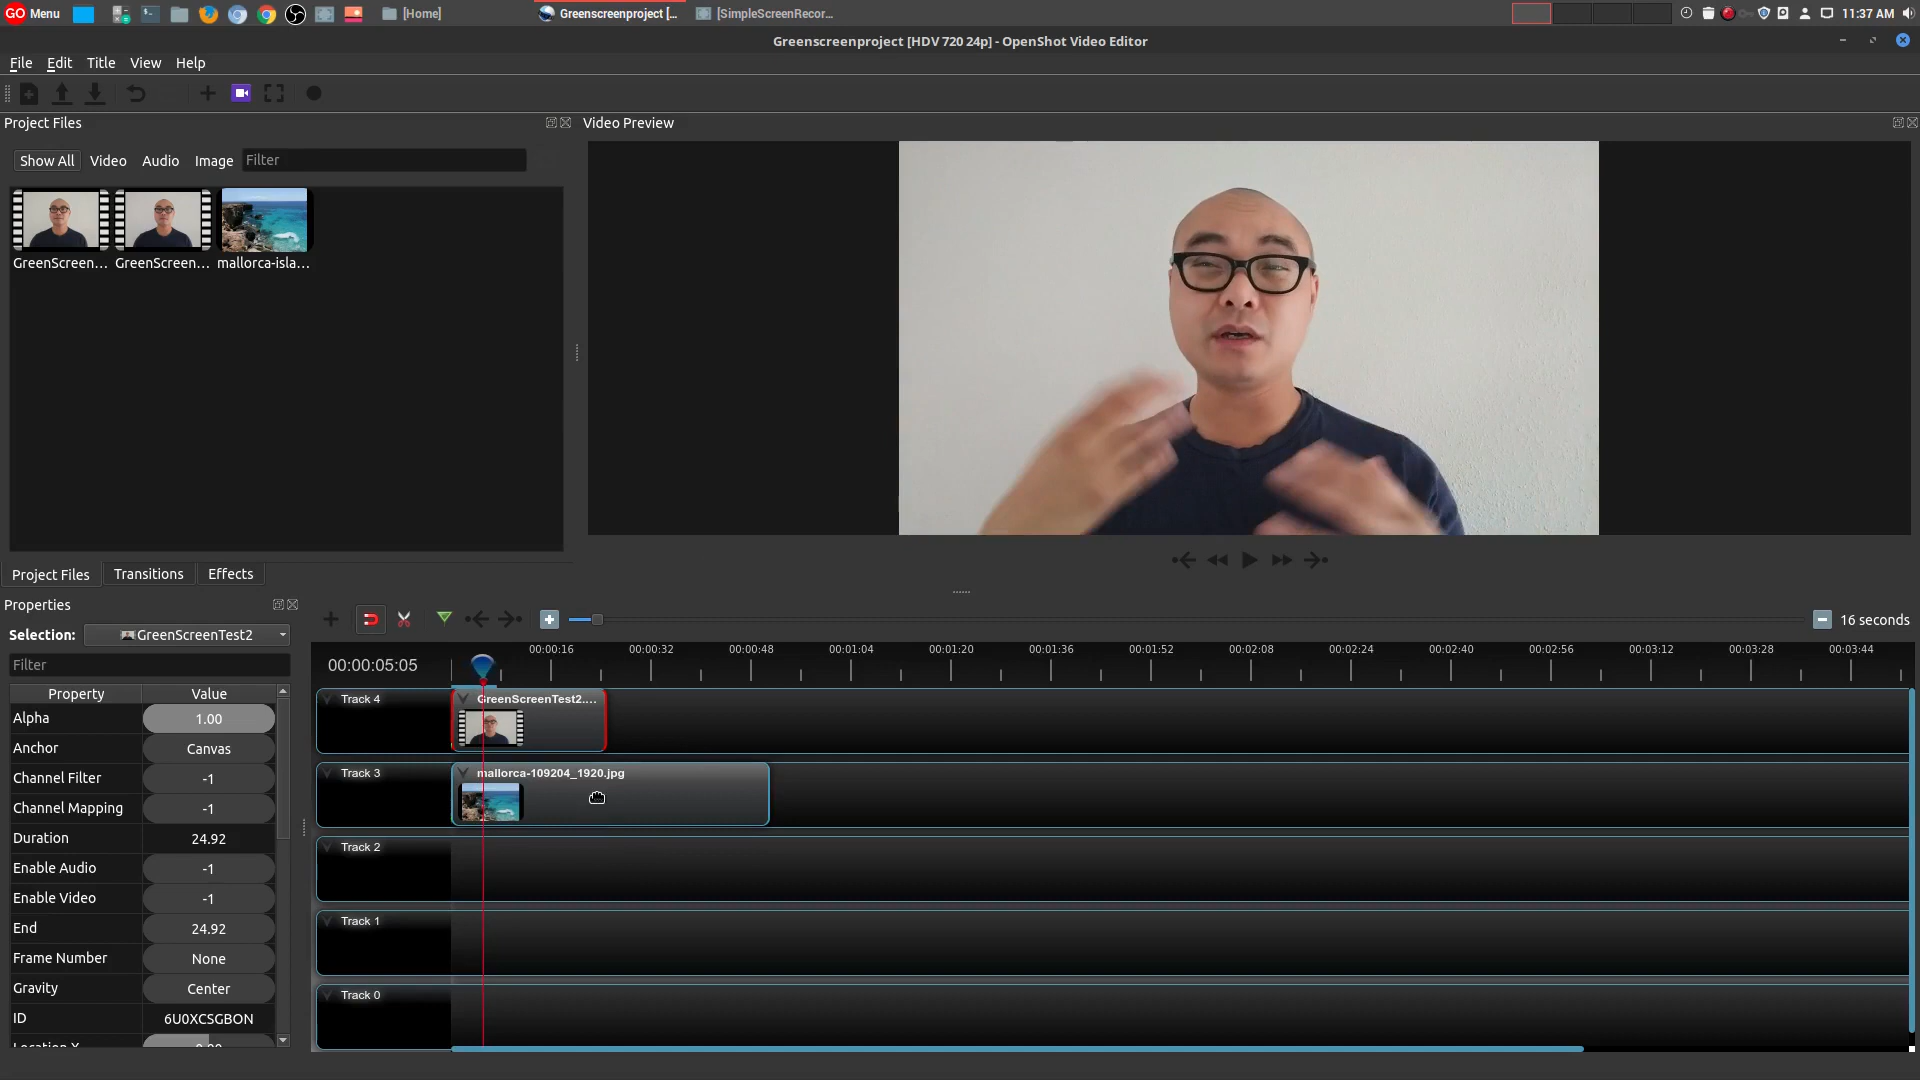 GO Menu [Home] Greenscreenproject [... [SimpleScreenRecor... 11:37 AM
Greenscreenproject [HDV 720 24p] - OpenShot Video Editor
File Edit Title View Help
Project Files
Video Preview
Show All Video Audio Image Filter
GreenScreen... GreenScreen... mallorca-isla...
Project Files Transitions Effects
Properties
Selection: GreenScreenTest2
Filter
Property Value
Alpha 1.00
Anchor Canvas
Channel Filter -1
Channel Mapping -1
Duration 24.92
Enable Audio -1
Enable Video -1
End 24.92
Frame Number None
Gravity Center
ID 6U0XCSGBON
16 seconds
00:00:05:05
00:00:16 00:00:32 00:00:48 00:01:04 00:01:20 00:01:36 00:01:52 00:02:08 00:02:24 00:02:40 00:02:56 00:03:12 00:03:28 00:03:44
Track 4 GreenScreenTest2....
Track 3 mallorca-109204_1920.jpg
Track 2
Track 1
Track 0